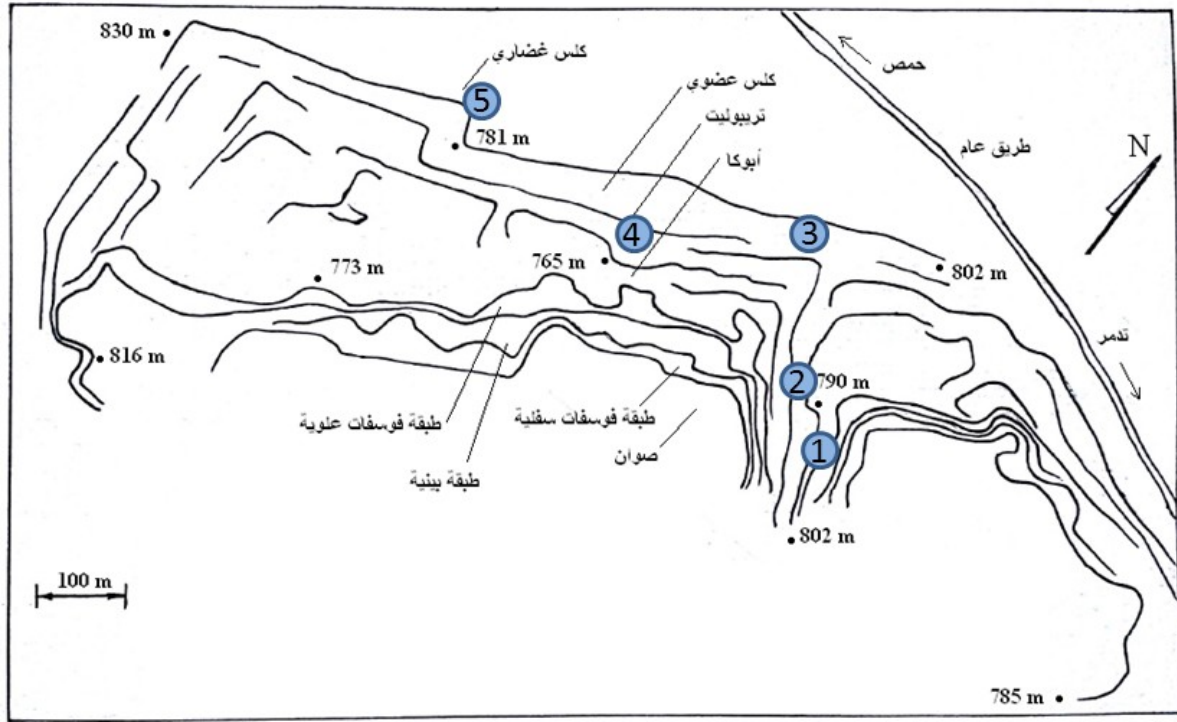 830 m
كلس غضاري
حمص
5
كلس عضوي
781 m
تريبوليت
طريق عام
N
أبوكا
4
3
773 m
765 m
802 m
تدمر
816 m
2
790 m
طبقة فوسفات علوية
طبقة فوسفات سفلية
صوان
1
طبقة بينية
802 m
100 m
785 m